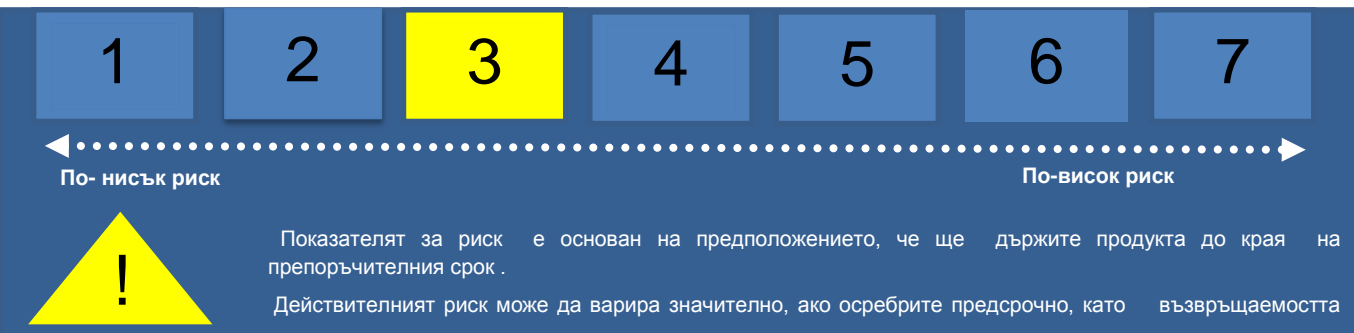 1 2 3 4 5 6 7
По- нисък риск По-висок риск
! Показателят за риск е основан на предположението, че ще държите продукта до края на
препоръчителния срок .
Действителният риск може да варира значително, ако осребрите предсрочно, като възвръщаемостта